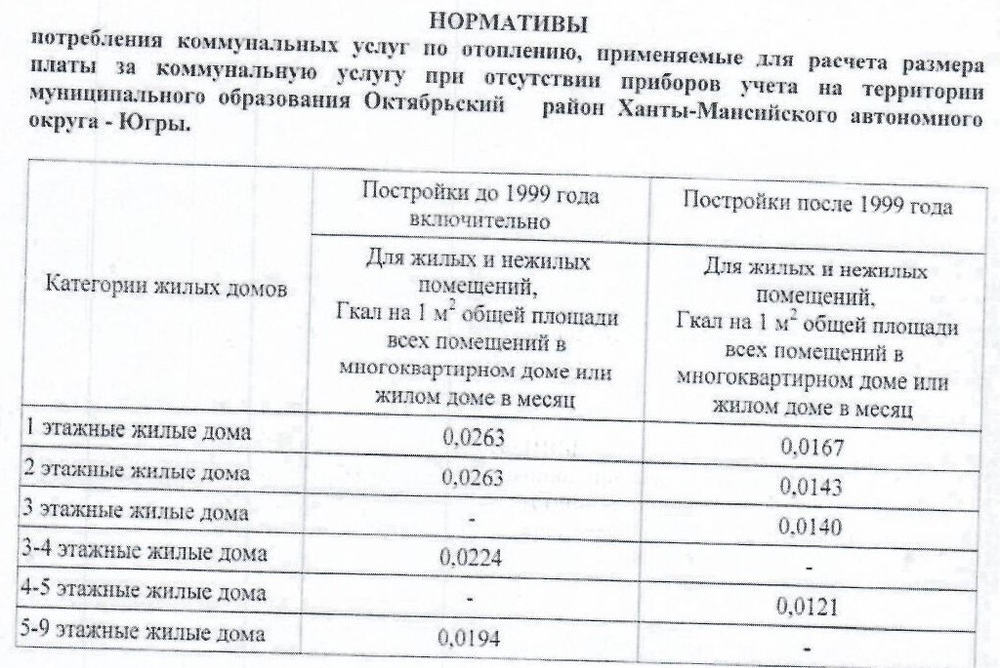 НОРМАТИВЫ
потребления коммунальных услуг по отоплению, применяемые для расчета размера
платы за коммунальную услугу при отсутствии приборов учета на территории
муниципального образования Октябрьский район Ханты-Мансийского автономного
округа - Югры.
Категории жилых домов
Постройки до 1999 года
включительно
Постройки после 1999 года
Для жилых и нежилых
помещений,
Гкал на 1 м² общей площади
всех помещений в
многоквартирном доме или
жилом доме в месяц
Для жилых и нежилых
помещений,
Гкал на 1 м² общей площади
всех помещений в
многоквартирном доме или
жилом доме в месяц
1 этажные жилые дома 0,0263 0,0167
2 этажные жилые дома 0,0263 0,0143
3 этажные жилые дома - 0,0140
3-4 этажные жилые дома 0,0224 -
4-5 этажные жилые дома - 0,0121
5-9 этажные жилые дома 0,0194 -